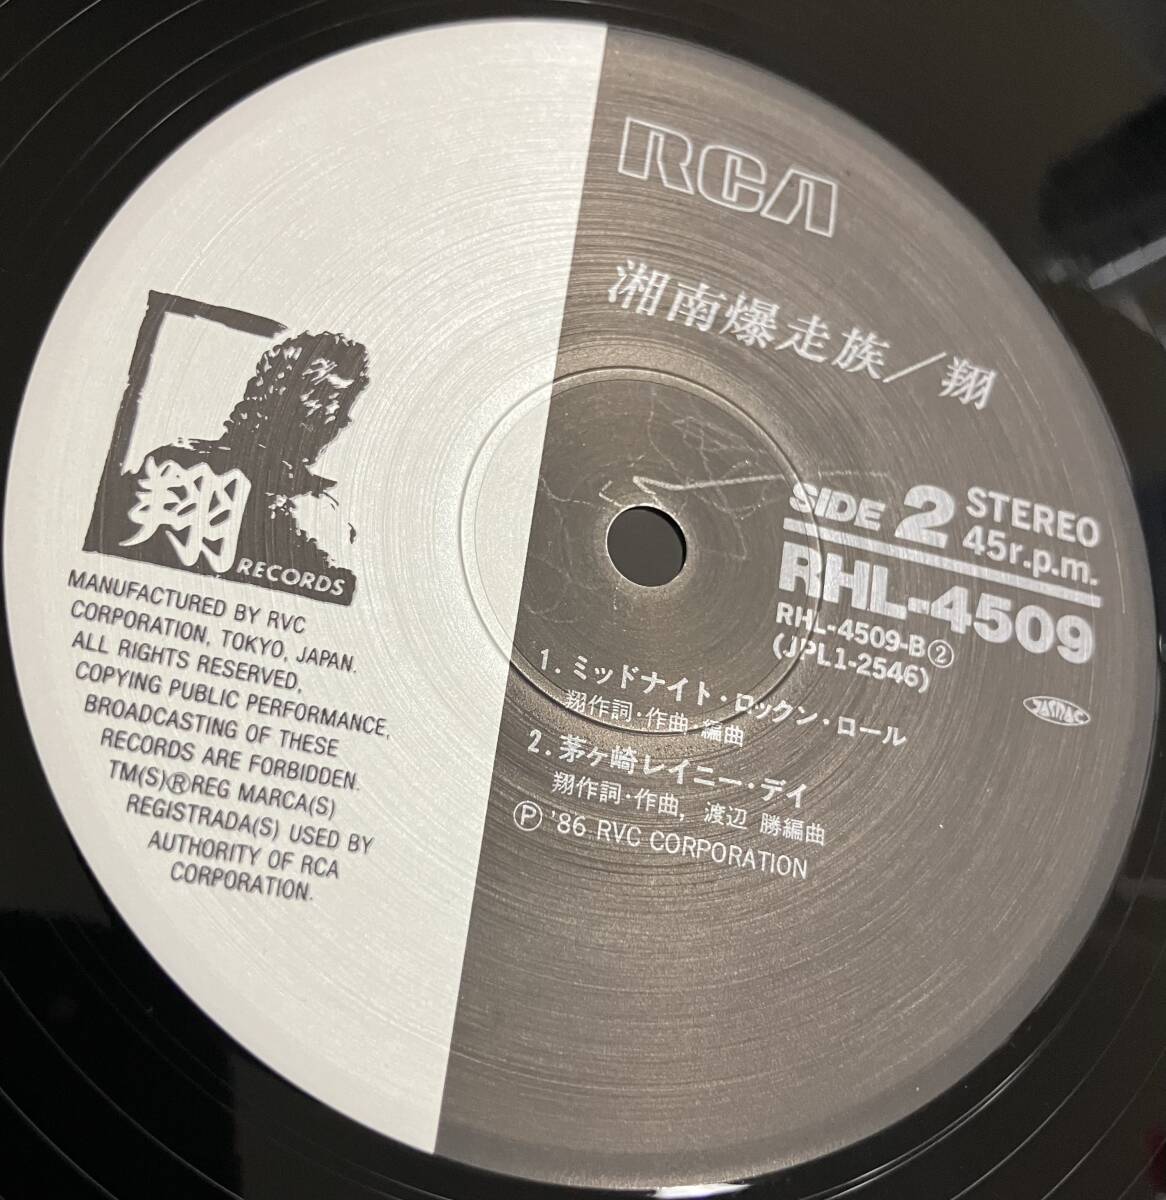 RCA
湘南爆走族/翔
SIDE 2
STEREO
45r.p.m.
RHL-4509
RHL-4509-B②
(JPL1-2546)
JASRAC
1. ミッドナイト・ロックン・ロール
翔作詞・作曲・編曲
2. 茅ヶ崎レイニー・デイ
翔作詞・作曲, 渡辺 勝編曲
Ⓟ '86 RVC CORPORATION
翔
RECORDS
MANUFACTURED BY RVC
CORPORATION, TOKYO, JAPAN.
ALL RIGHTS RESERVED,
COPYING PUBLIC PERFORMANCE,
BROADCASTING OF THESE
RECORDS ARE FORBIDDEN.
TM(S)®REG MARCA(S)
REGISTRADA(S) USED BY
AUTHORITY OF RCA
CORPORATION.